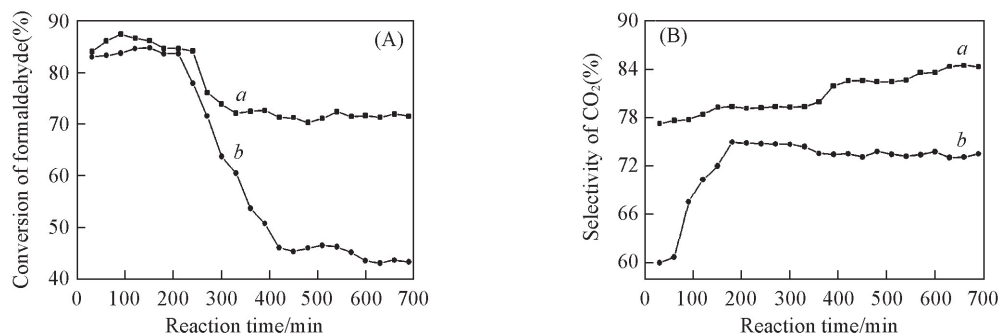 Conversion of formaldehyde(%)
90
80
70
60
50
40
(A)
a
b
0 100 200 300 400 500 600 700
Reaction time/min
Selectivity of CO₂(%)
90
84
78
72
66
60
(B)
a
b
0 100 200 300 400 500 600 700
Reaction time/min